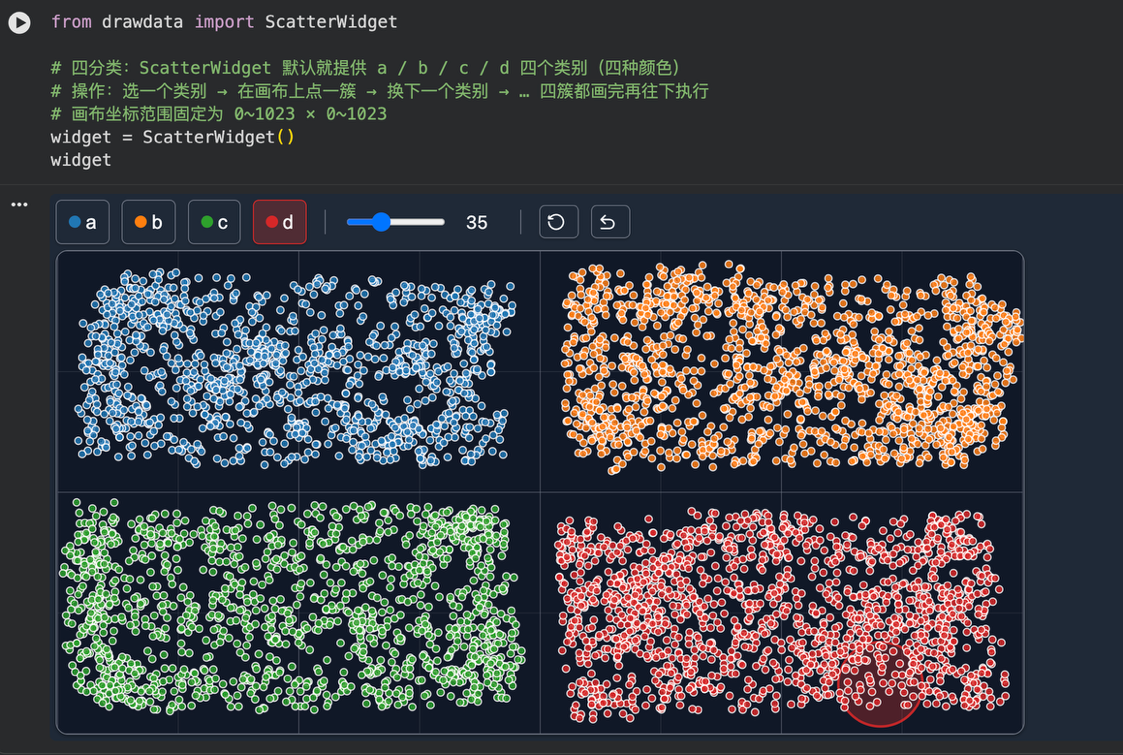 from drawdata import ScatterWidget
# 四分类：ScatterWidget 默认就提供 a / b / c / d 四个类别（四种颜色）
# 操作：选一个类别 → 在画布上点一簇 → 换下一个类别 → … 四簇都画完再往下执行
# 画布坐标范围固定为 0~1023 × 0~1023
widget = ScatterWidget()
widget
a b c d 35